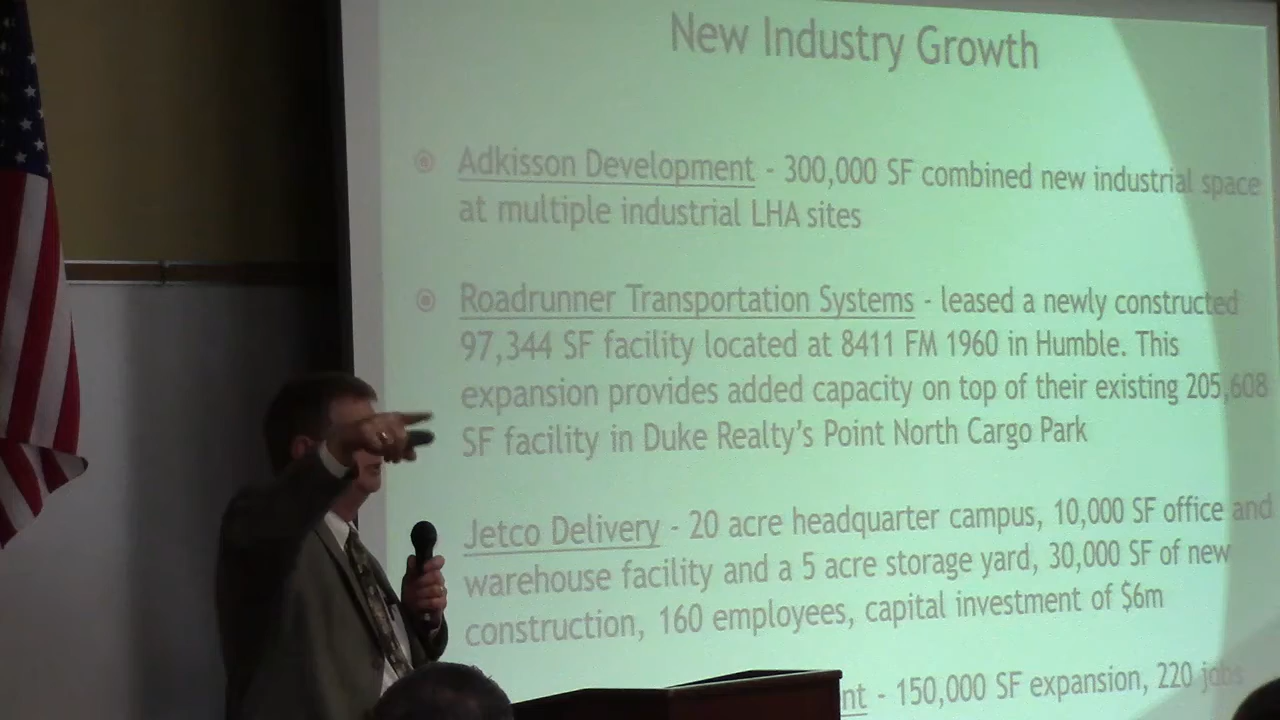 New Industry Growth
Adkisson Development - 300,000 SF combined new industrial space
at multiple industrial LHA sites
Roadrunner Transportation Systems - leased a newly constructed
97,344 SF facility located at 8411 FM 1960 in Humble. This
expansion provides added capacity on top of their existing 205,608
SF facility in Duke Realty's Point North Cargo Park
Jetco Delivery - 20 acre headquarter campus, 10,000 SF office and
warehouse facility and a 5 acre storage yard, 30,000 SF of new
construction, 160 employees, capital investment of $6m
nt - 150,000 SF expansion, 220 jobs